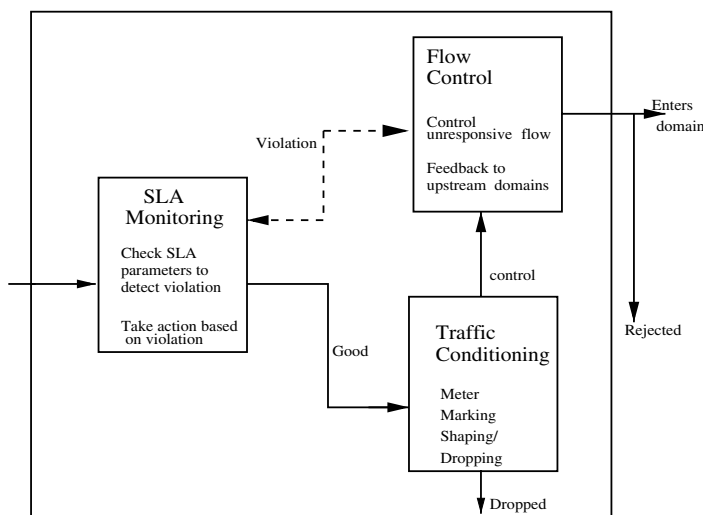 Flow
Control
Control
unresponsive flow
Feedback to
upstream domains
Enters
domain
Violation
SLA
Monitoring
Check SLA
parameters to
detect violation
Take action based
on violation
control
Rejected
Good
Traffic
Conditioning
Meter
Marking
Shaping/
Dropping
Dropped